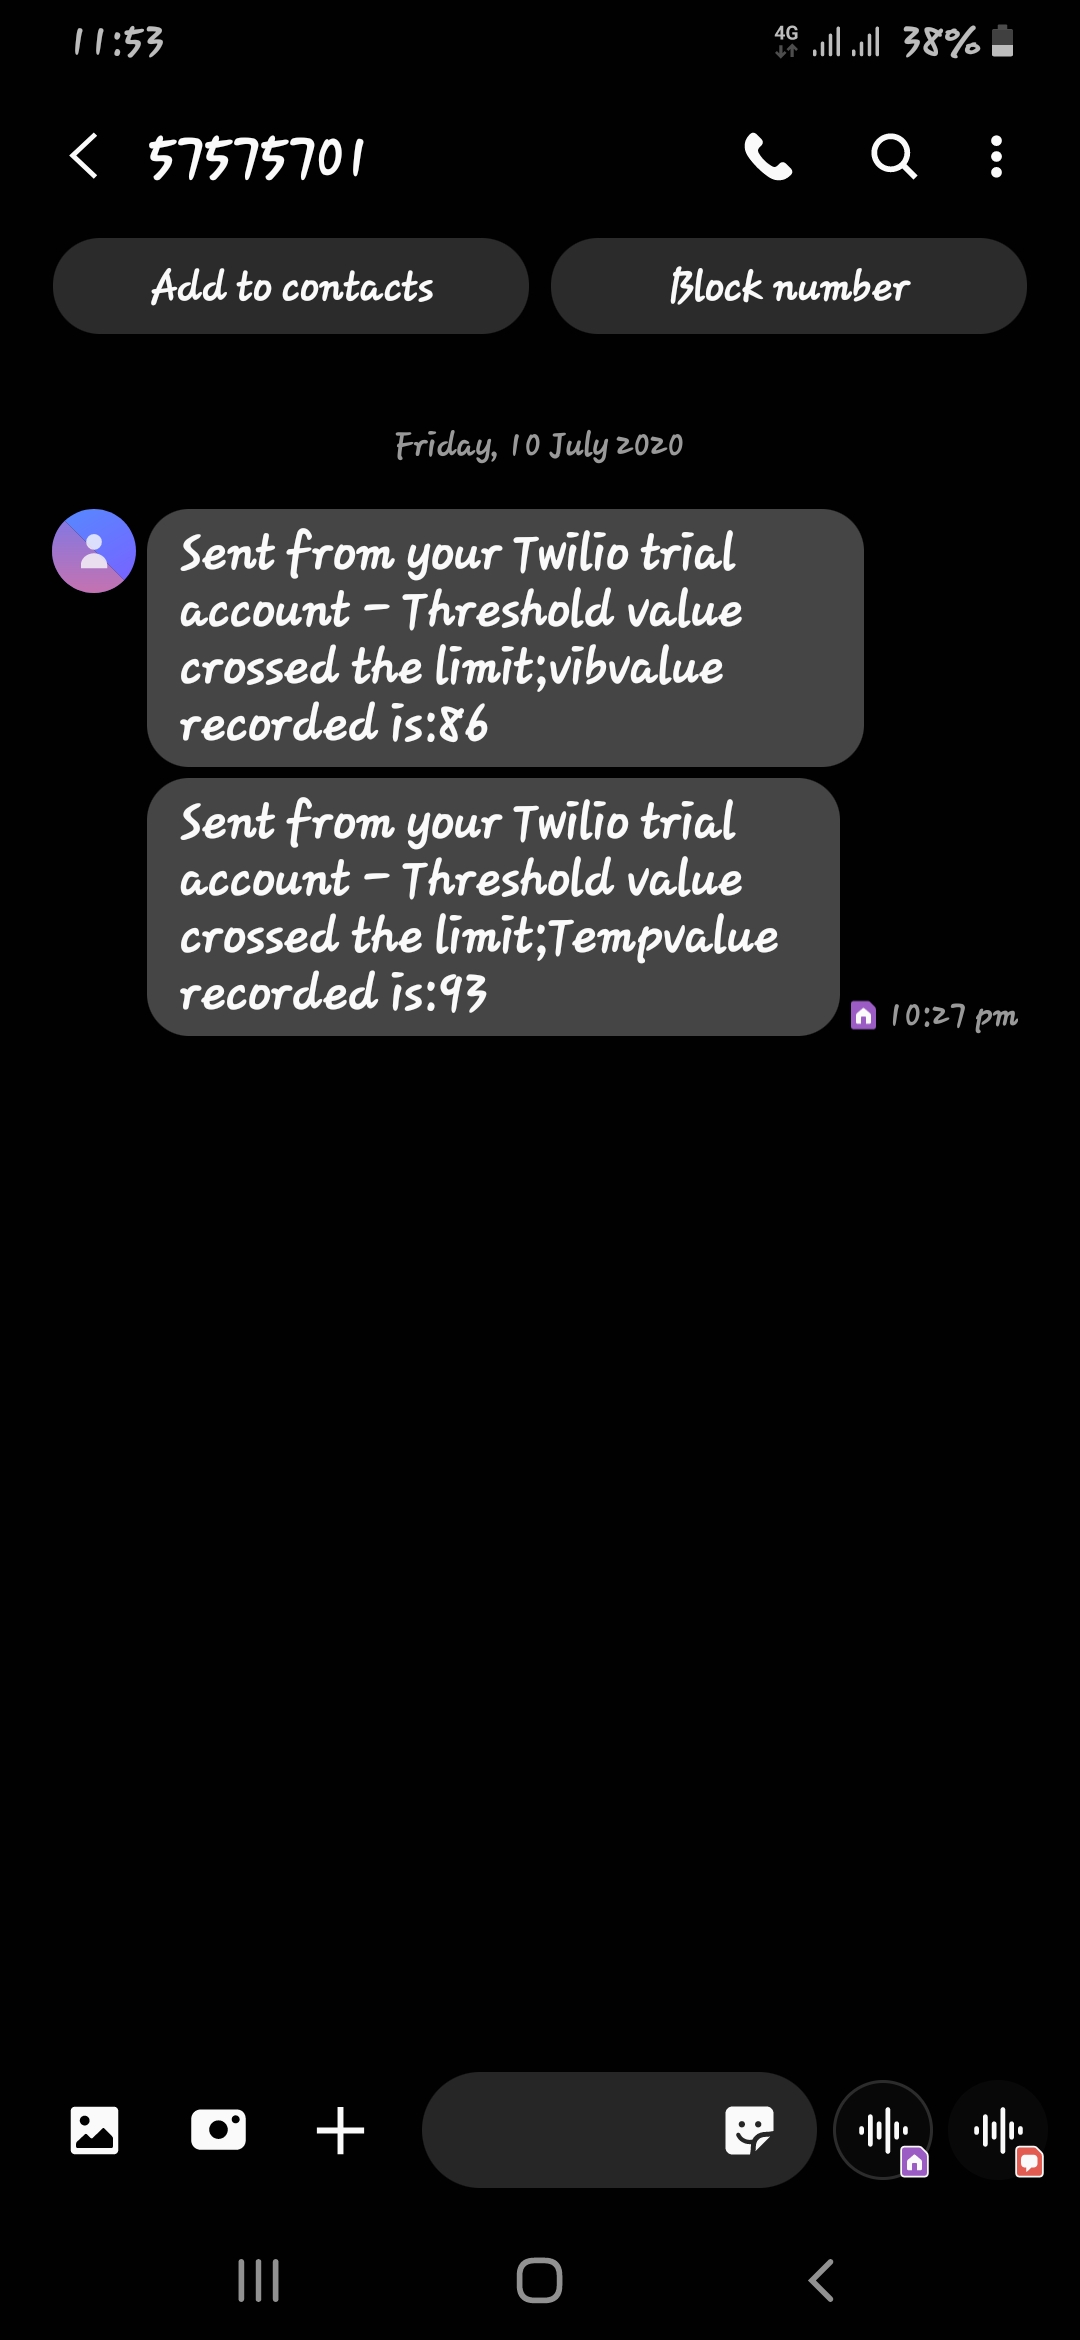 11:53
4G
38%
57575701
Add to contacts
Block number
Friday, 10 July 2020
Sent from your Twilio trial
account - Threshold value
crossed the limit;vibvalue
recorded is:86
Sent from your Twilio trial
account - Threshold value
crossed the limit;Tempvalue
recorded is:93
10:27 pm